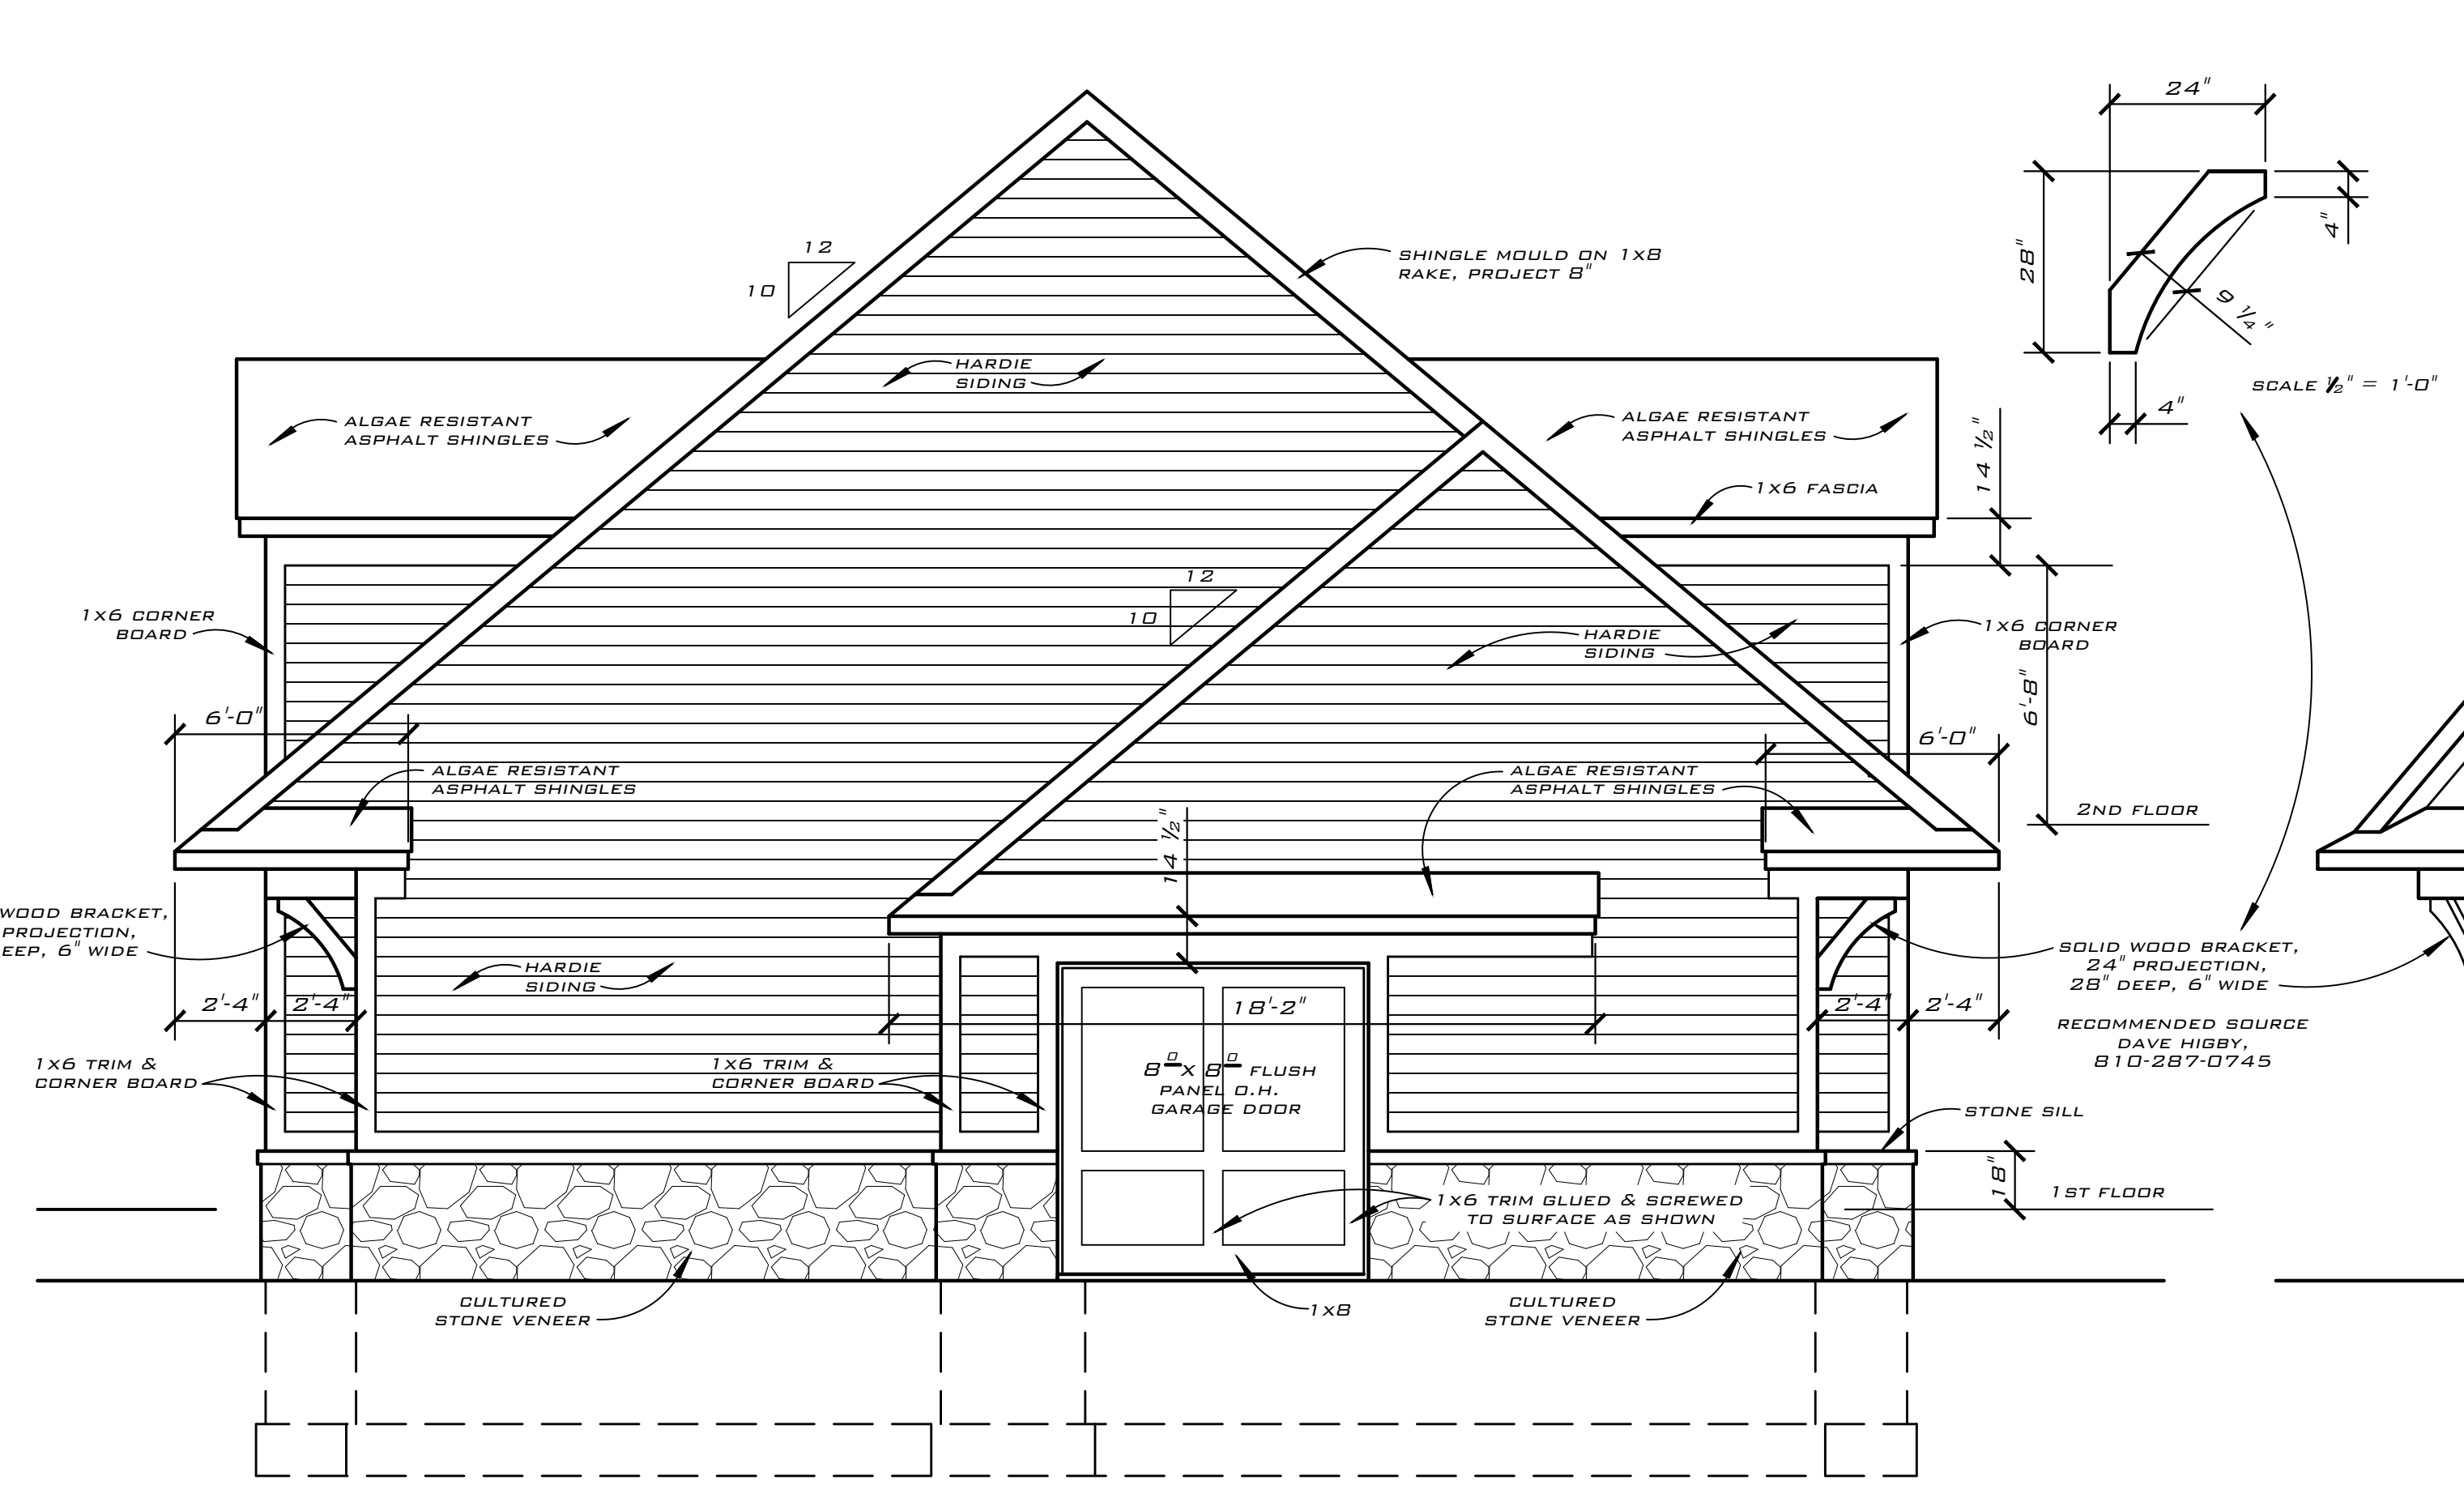 24"
28"
4"
9 1/4"
4"
SCALE 1/2" = 1'-0"
12
10
SHINGLE MOULD ON 1x8
RAKE, PROJECT 8"
HARDIE
SIDING
ALGAE RESISTANT
ASPHALT SHINGLES
ALGAE RESISTANT
ASPHALT SHINGLES
14 1/2"
1x6 FASCIA
12
10
1x6 CORNER
BOARD
HARDIE
SIDING
1x6 CORNER
BOARD
6'-8"
6'-0"
6'-0"
ALGAE RESISTANT
ASPHALT SHINGLES
ALGAE RESISTANT
ASPHALT SHINGLES
2ND FLOOR
14 1/2"
WOOD BRACKET,
PROJECTION,
EEP, 6" WIDE
HARDIE
SIDING
SOLID WOOD BRACKET,
24" PROJECTION,
28" DEEP, 6" WIDE
2'-4"
2'-4"
18'-2"
2'-4"
2'-4"
RECOMMENDED SOURCE
DAVE HIGBY,
810-287-0745
1x6 TRIM &
CORNER BOARD
1x6 TRIM &
CORNER BOARD
8 0 x 8 0 FLUSH
PANEL O.H.
GARAGE DOOR
STONE SILL
18"
1ST FLOOR
1x6 TRIM GLUED & SCREWED
TO SURFACE AS SHOWN
CULTURED
STONE VENEER
1x8
CULTURED
STONE VENEER